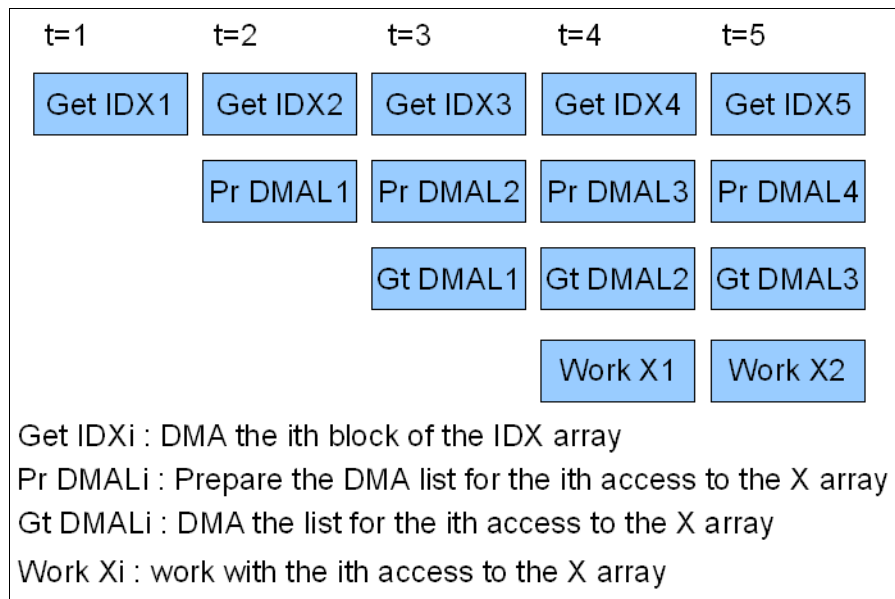 t=1 t=2 t=3 t=4 t=5
Get IDX1 Get IDX2 Get IDX3 Get IDX4 Get IDX5
Pr DMAL1 Pr DMAL2 Pr DMAL3 Pr DMAL4
Gt DMAL1 Gt DMAL2 Gt DMAL3
Work X1 Work X2
Get IDXi : DMA the ith block of the IDX array
Pr DMALi : Prepare the DMA list for the ith access to the X array
Gt DMALi : DMA the list for the ith access to the X array
Work Xi : work with the ith access to the X array